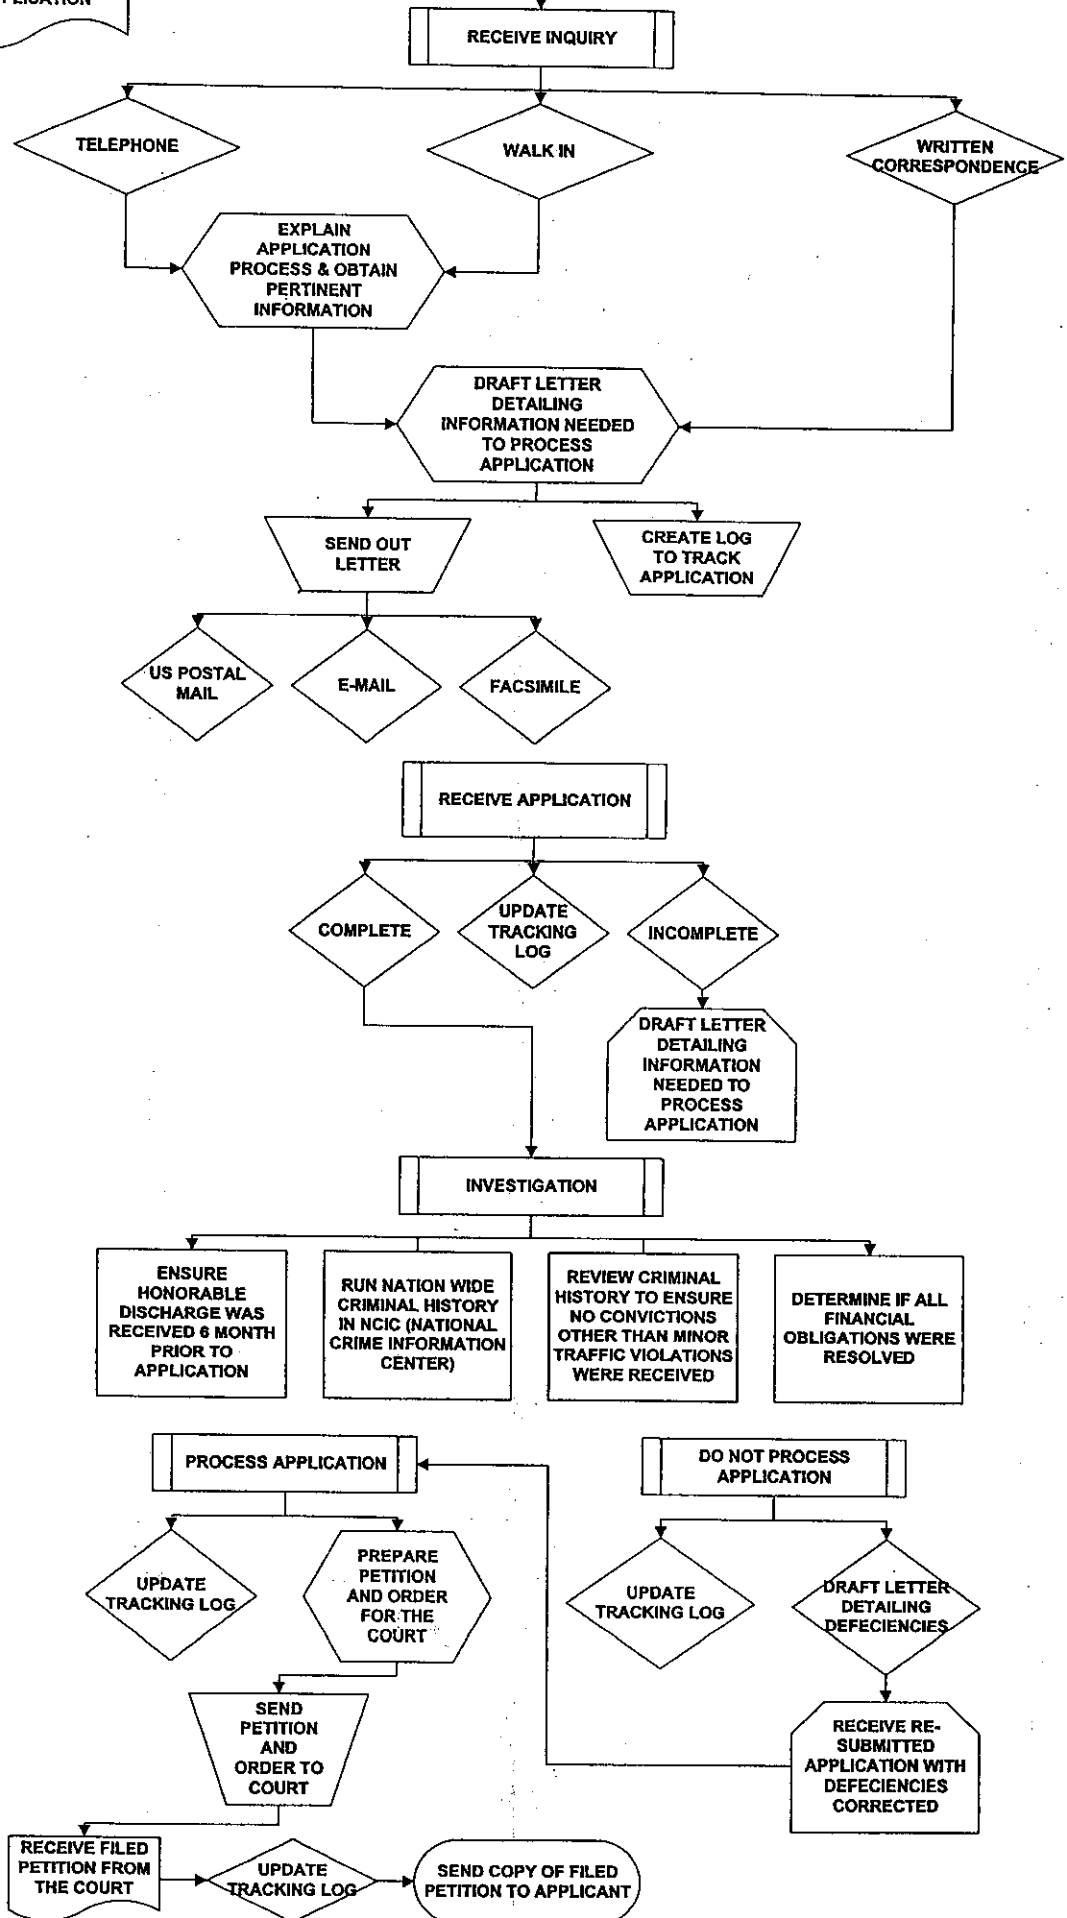 RECEIVE INQUIRY
TELEPHONE
WALK IN
WRITTEN
CORRESPONDENCE
EXPLAIN
APPLICATION
PROCESS & OBTAIN
PERTINENT
INFORMATION
DRAFT LETTER
DETAILING
INFORMATION NEEDED
TO PROCESS
APPLICATION
SEND OUT
LETTER
CREATE LOG
TO TRACK
APPLICATION
US POSTAL
MAIL
E-MAIL
FACSIMILE
RECEIVE APPLICATION
COMPLETE
UPDATE
TRACKING
LOG
INCOMPLETE
DRAFT LETTER
DETAILING
INFORMATION
NEEDED TO
PROCESS
APPLICATION
INVESTIGATION
ENSURE
HONORABLE
DISCHARGE WAS
RECEIVED 6 MONTH
PRIOR TO
APPLICATION
RUN NATION WIDE
CRIMINAL HISTORY
IN NCIC (NATIONAL
CRIME INFORMATION
CENTER)
REVIEW CRIMINAL
HISTORY TO ENSURE
NO CONVICTIONS
OTHER THAN MINOR
TRAFFIC VIOLATIONS
WERE RECEIVED
DETERMINE IF ALL
FINANCIAL
OBLIGATIONS WERE
RESOLVED
PROCESS APPLICATION
DO NOT PROCESS
APPLICATION
UPDATE
TRACKING LOG
PREPARE
PETITION
AND ORDER
FOR THE
COURT
UPDATE
TRACKING LOG
DRAFT LETTER
DETAILING
DEFECIENCIES
SEND
PETITION
AND
ORDER TO
COURT
RECEIVE RE-
SUBMITTED
APPLICATION WITH
DEFECIENCIES
CORRECTED
RECEIVE FILED
PETITION FROM
THE COURT
UPDATE
TRACKING LOG
SEND COPY OF FILED
PETITION TO APPLICANT